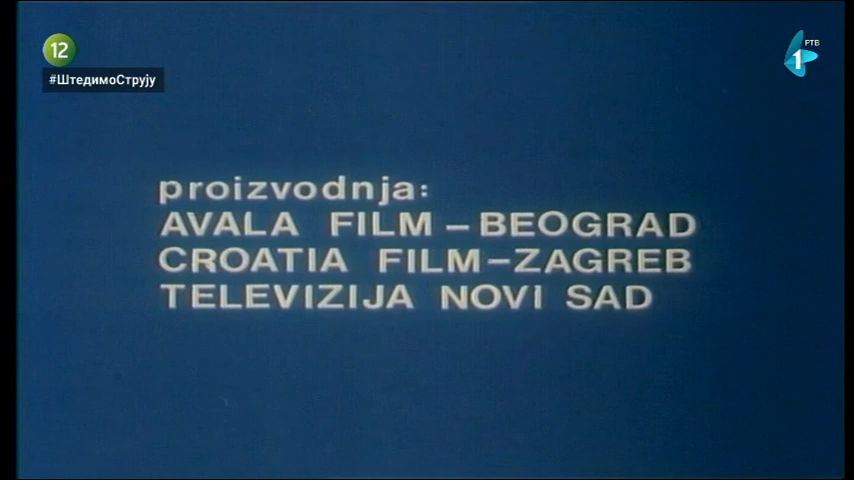 12
#ШтедимоСтрују
1 РТВ
proizvodnja:
AVALA FILM – BEOGRAD
CROATIA FILM – ZAGREB
TELEVIZIJA NOVI SAD